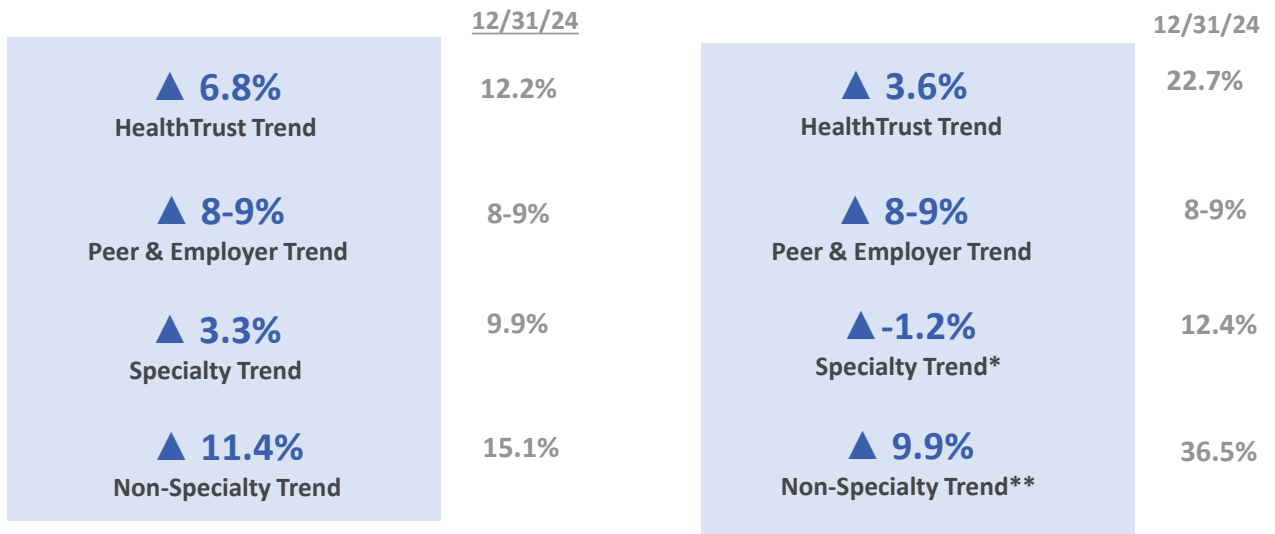 12/31/24
▲ 6.8%
HealthTrust Trend
12.2%
▲ 8-9%
Peer & Employer Trend
8-9%
▲ 3.3%
Specialty Trend
9.9%
▲ 11.4%
Non-Specialty Trend
15.1%
12/31/24
▲ 3.6%
HealthTrust Trend
22.7%
▲ 8-9%
Peer & Employer Trend
8-9%
▲ -1.2%
Specialty Trend*
12.4%
▲ 9.9%
Non-Specialty Trend**
36.5%